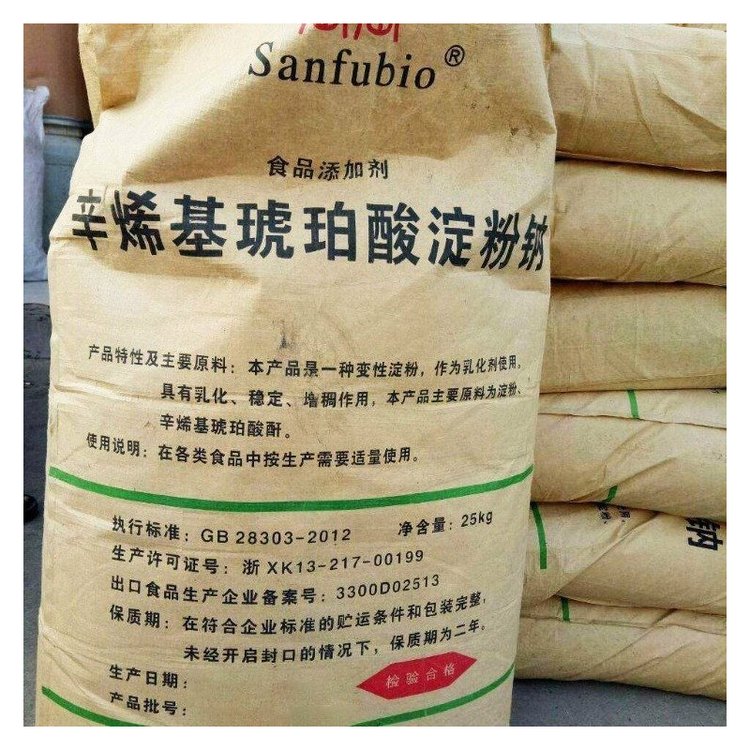 Sanfubio®
食品添加剂
辛烯基琥珀酸淀粉钠
产品特性及主要原料：本产品是一种变性淀粉，作为乳化剂使用。
具有乳化、稳定、增稠作用，本产品主要原料为淀粉、
辛烯基琥珀酸酐。
使用说明：在各类食品中按生产需要适量使用。
执行标准：GB 28303-2012 净含量：25kg
生产许可证号：浙 XK13-217-00199
出口食品生产企业备案号：3300D02513
保质期：在符合企业标准的贮运条件和包装完整，
未经开启封口的情况下，保质期为二年。
生产日期：
检验合格
产品批号：
钠